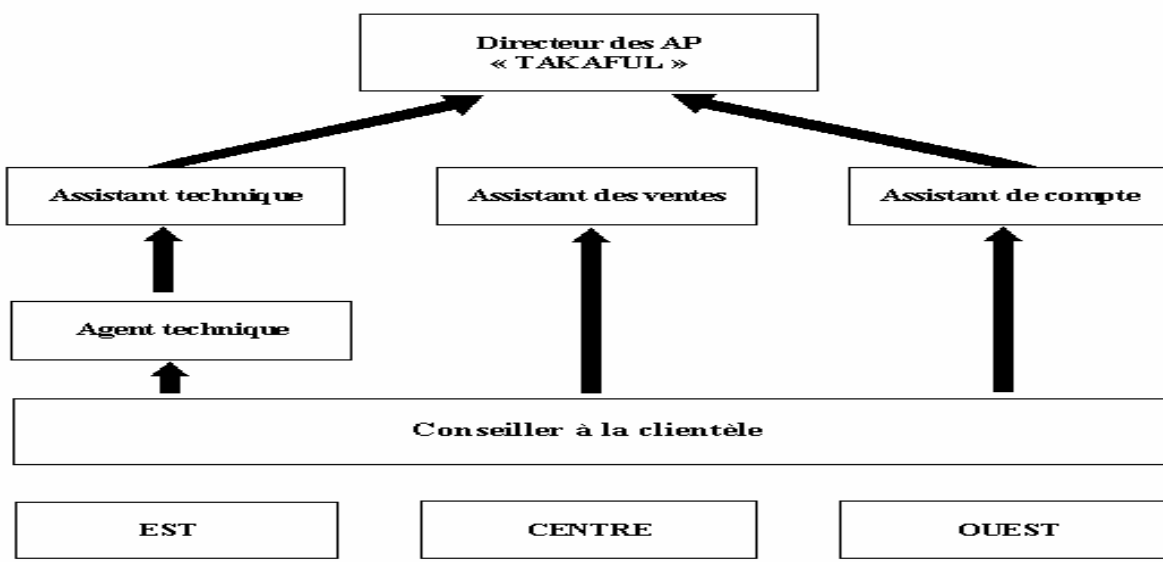 Directeur des AP
« TAKAFUL »
Assistant technique
Assistant des ventes
Assistant de compte
Agent technique
Conseiller à la clientèle
EST
CENTRE
OUEST